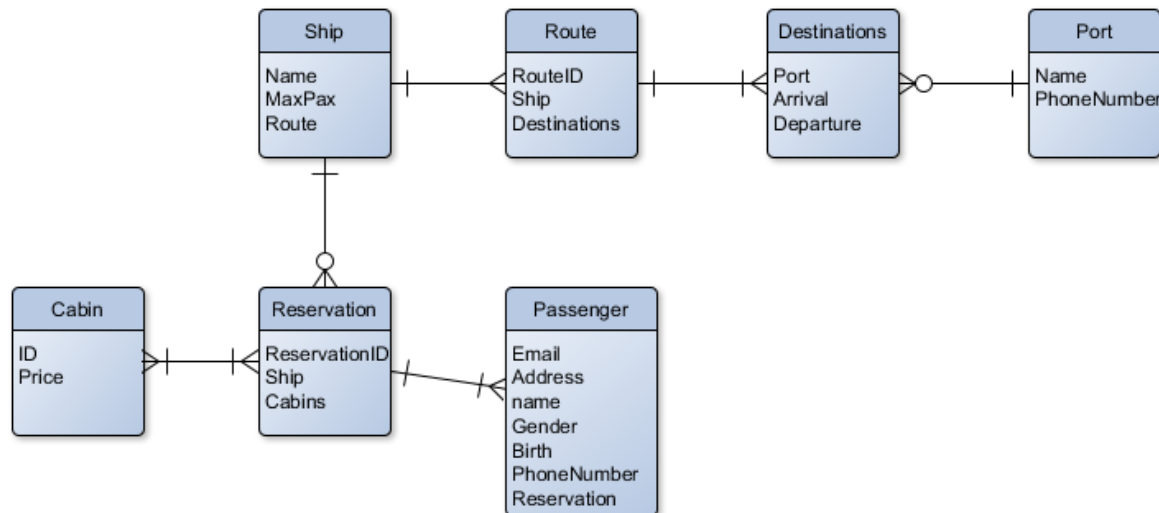 Ship
Name
MaxPax
Route
Route
RouteID
Ship
Destinations
Destinations
Port
Arrival
Departure
Port
Name
PhoneNumber
Cabin
ID
Price
Reservation
ReservationID
Ship
Cabins
Passenger
Email
Address
name
Gender
Birth
PhoneNumber
Reservation